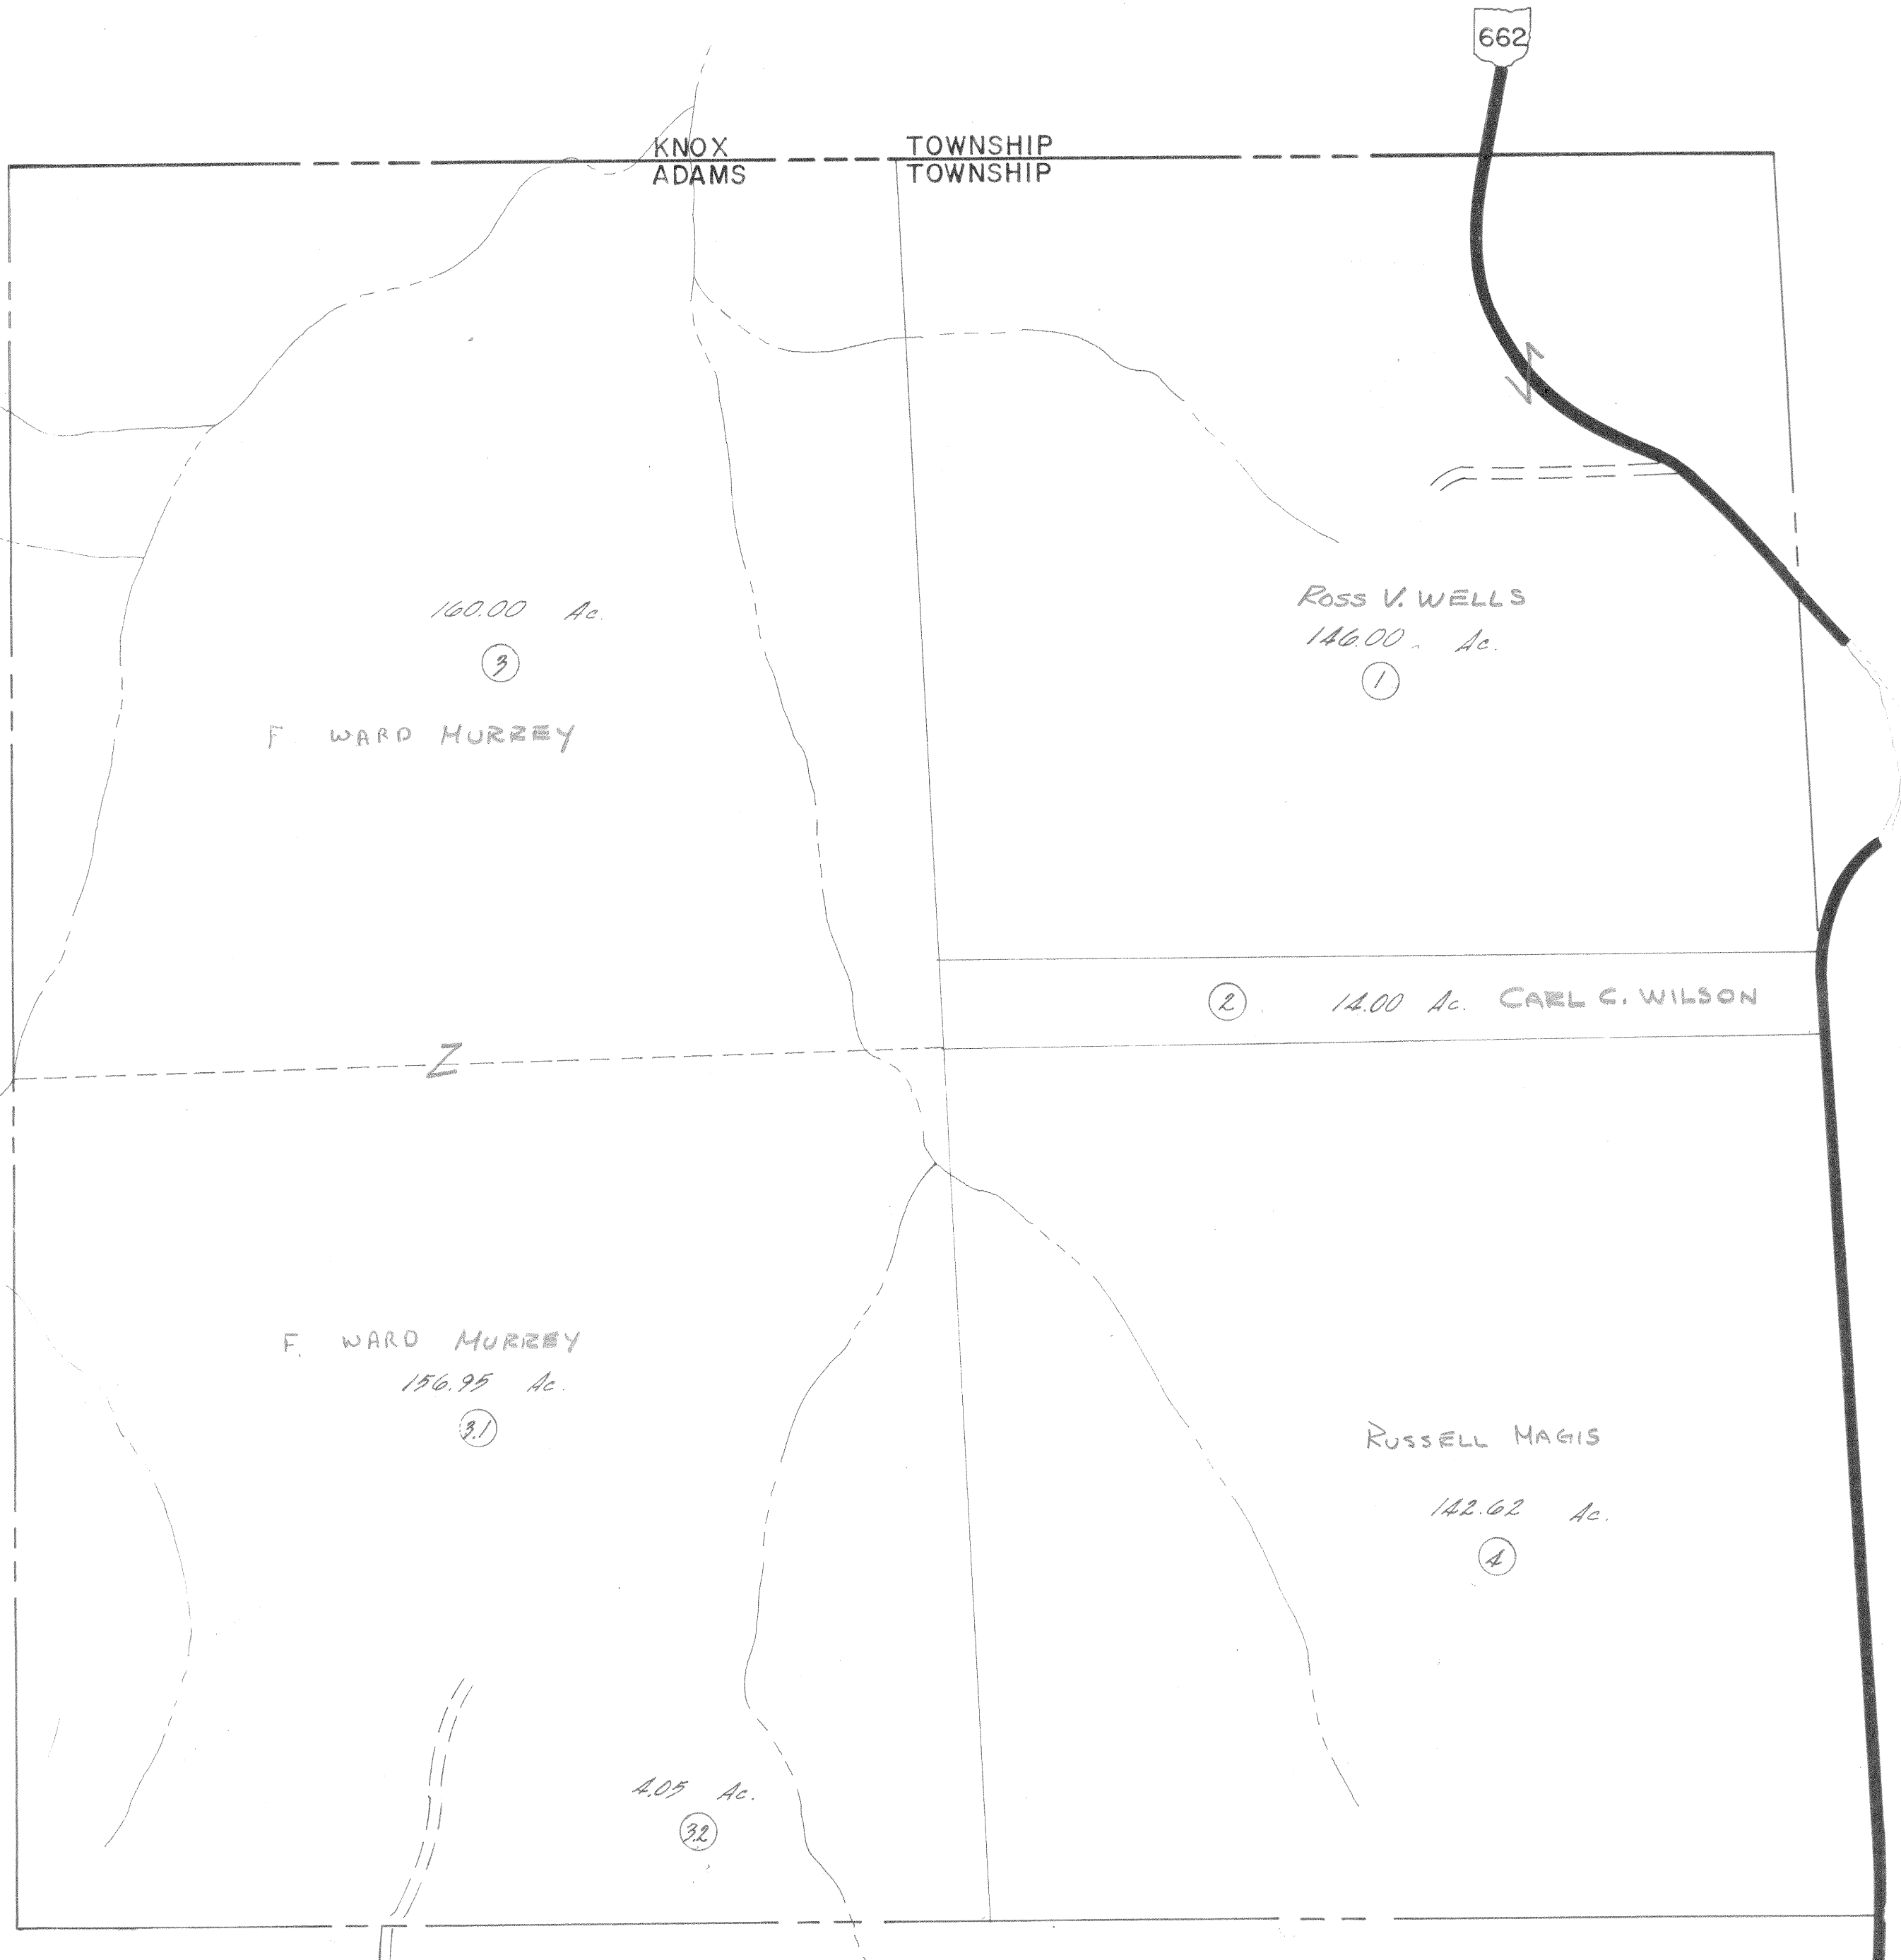 662
KNOX TOWNSHIP
ADAMS TOWNSHIP
160.00 Ac.
3
F WARD MURREY
ROSS V. WELLS
146.00 Ac.
1
2 14.00 Ac. CARL C. WILSON
Z
F. WARD MURREY
156.95 Ac.
3.1
RUSSELL MAGIS
142.62 Ac.
4
4.05 Ac.
3.2